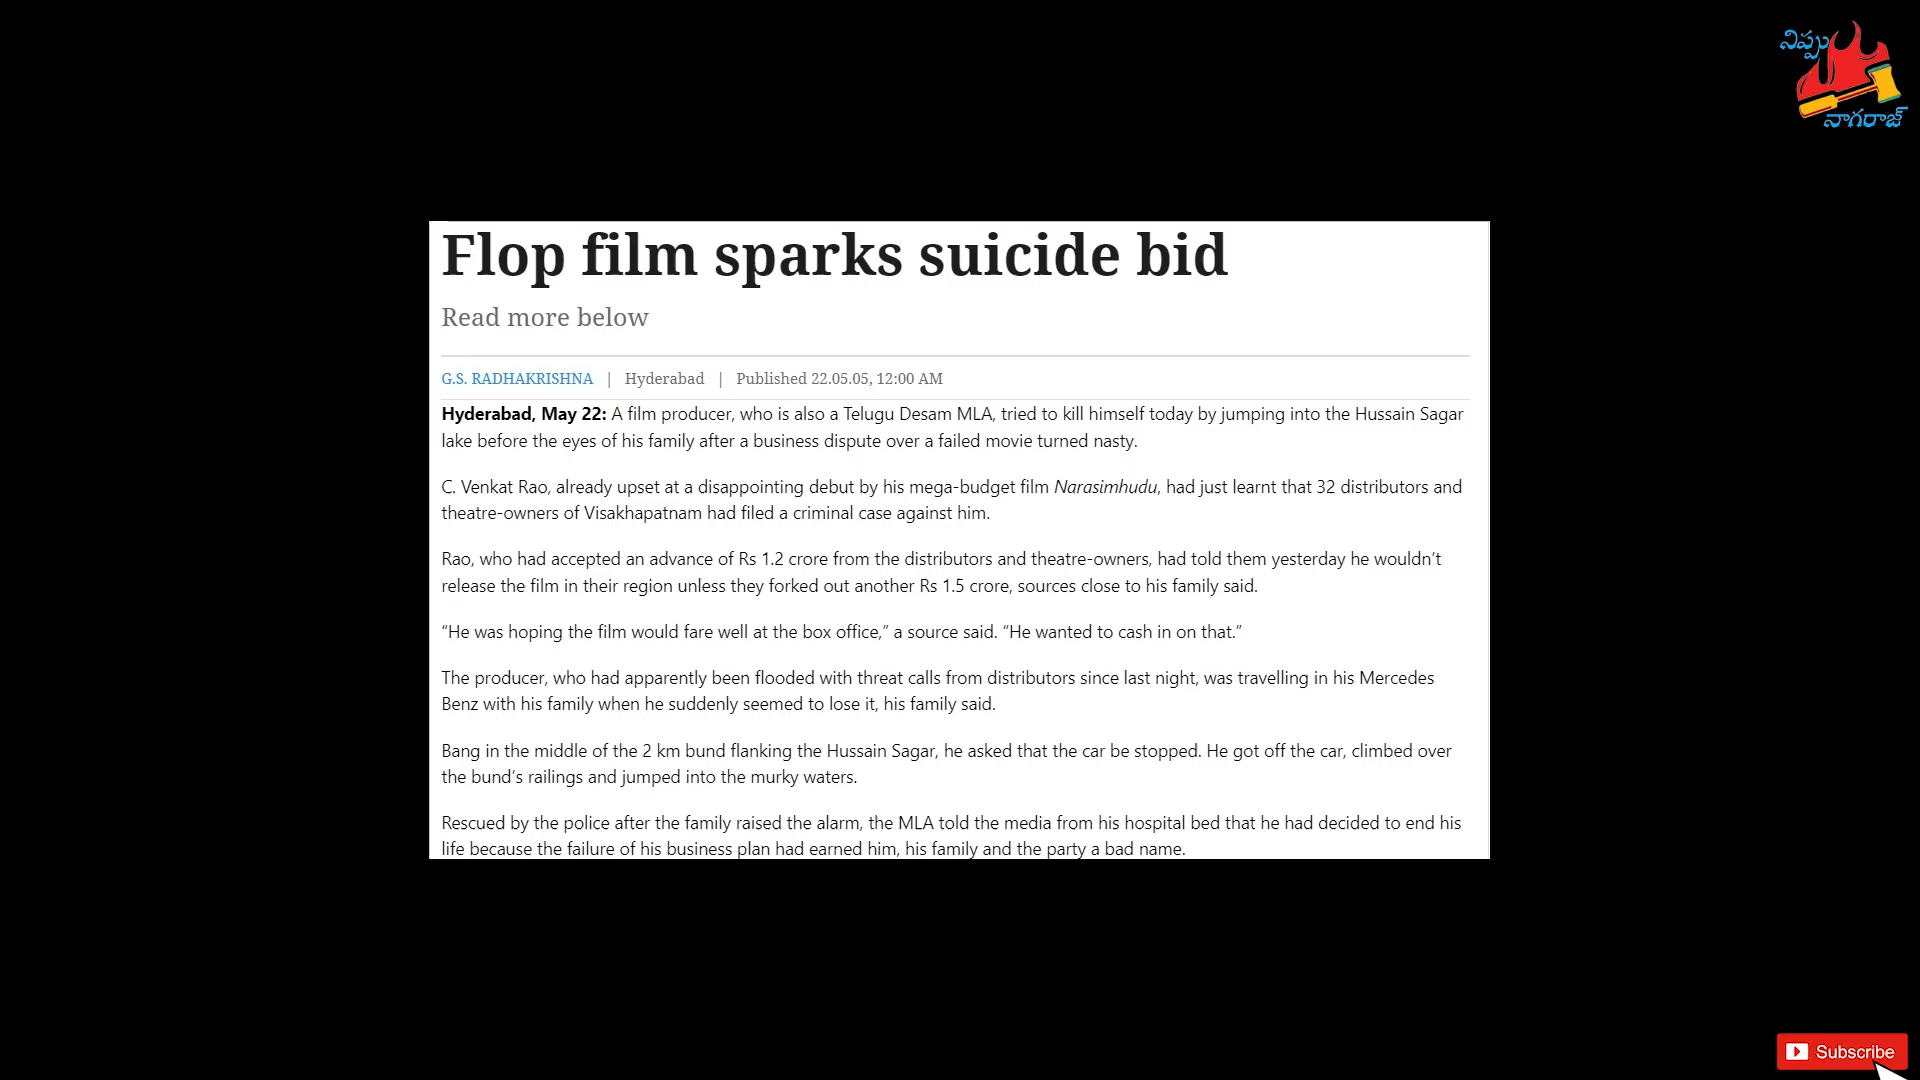 నిప్పు
నాగరాజ్
Flop film sparks suicide bid
Read more below
G.S. RADHAKRISHNA | Hyderabad | Published 22.05.05, 12:00 AM
Hyderabad, May 22: A film producer, who is also a Telugu Desam MLA, tried to kill himself today by jumping into the Hussain Sagar
lake before the eyes of his family after a business dispute over a failed movie turned nasty.
C. Venkat Rao, already upset at a disappointing debut by his mega-budget film Narasimhudu, had just learnt that 32 distributors and
theatre-owners of Visakhapatnam had filed a criminal case against him.
Rao, who had accepted an advance of Rs 1.2 crore from the distributors and theatre-owners, had told them yesterday he wouldn’t
release the film in their region unless they forked out another Rs 1.5 crore, sources close to his family said.
“He was hoping the film would fare well at the box office,” a source said. “He wanted to cash in on that.”
The producer, who had apparently been flooded with threat calls from distributors since last night, was travelling in his Mercedes
Benz with his family when he suddenly seemed to lose it, his family said.
Bang in the middle of the 2 km bund flanking the Hussain Sagar, he asked that the car be stopped. He got off the car, climbed over
the bund’s railings and jumped into the murky waters.
Rescued by the police after the family raised the alarm, the MLA told the media from his hospital bed that he had decided to end his
life because the failure of his business plan had earned him, his family and the party a bad name.
Subscribe